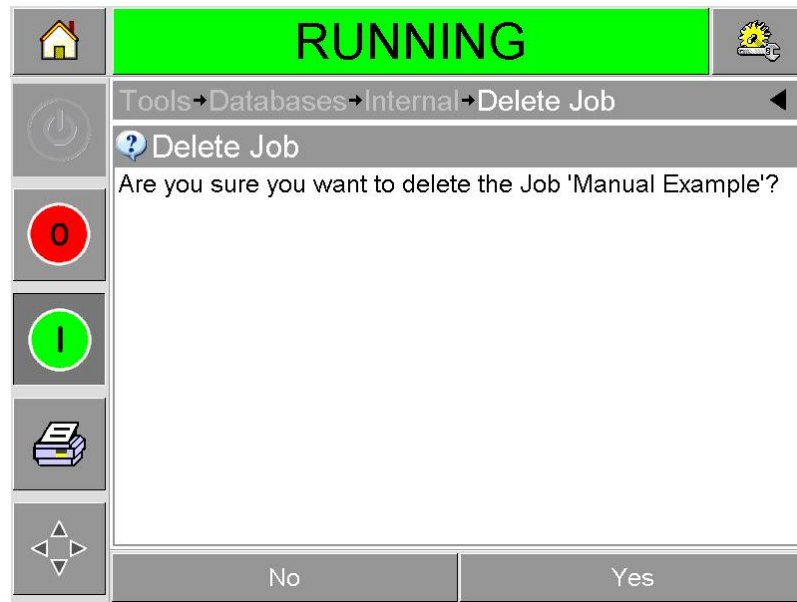 RUNNING
Tools→Databases→Internal→Delete Job
? Delete Job
Are you sure you want to delete the Job 'Manual Example'?
0
I
No
Yes